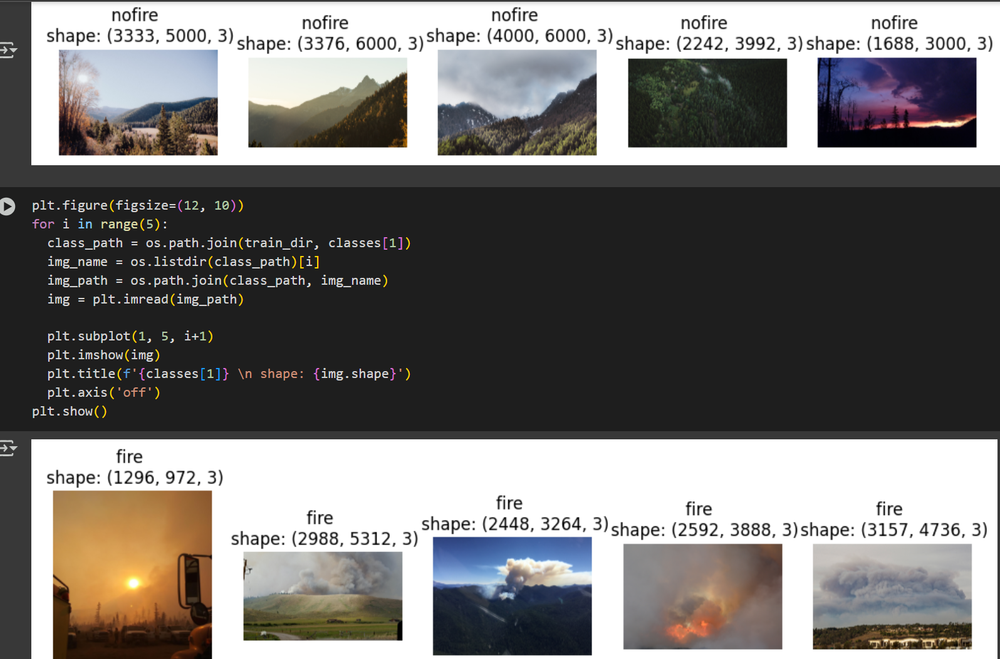 nofire
shape: (3333, 5000, 3)
nofire
shape: (3376, 6000, 3)
nofire
shape: (4000, 6000, 3)
nofire
shape: (2242, 3992, 3)
nofire
shape: (1688, 3000, 3)
plt.figure(figsize=(12, 10))
for i in range(5):
  class_path = os.path.join(train_dir, classes[1])
  img_name = os.listdir(class_path)[i]
  img_path = os.path.join(class_path, img_name)
  img = plt.imread(img_path)

  plt.subplot(1, 5, i+1)
  plt.imshow(img)
  plt.title(f'{classes[1]} \n shape: {img.shape}')
  plt.axis('off')
plt.show()
fire
shape: (1296, 972, 3)
fire
shape: (2988, 5312, 3)
fire
shape: (2448, 3264, 3)
fire
shape: (2592, 3888, 3)
fire
shape: (3157, 4736, 3)